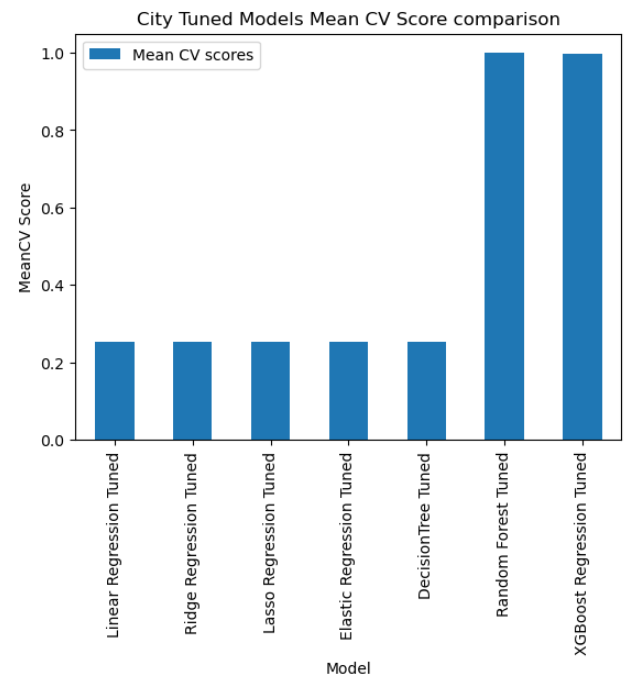 City Tuned Models Mean CV Score comparison
Mean CV scores
MeanCV Score
1.0
0.8
0.6
0.4
0.2
0.0
Linear Regression Tuned
Ridge Regression Tuned
Lasso Regression Tuned
Elastic Regression Tuned
DecisionTree Tuned
Random Forest Tuned
XGBoost Regression Tuned
Model